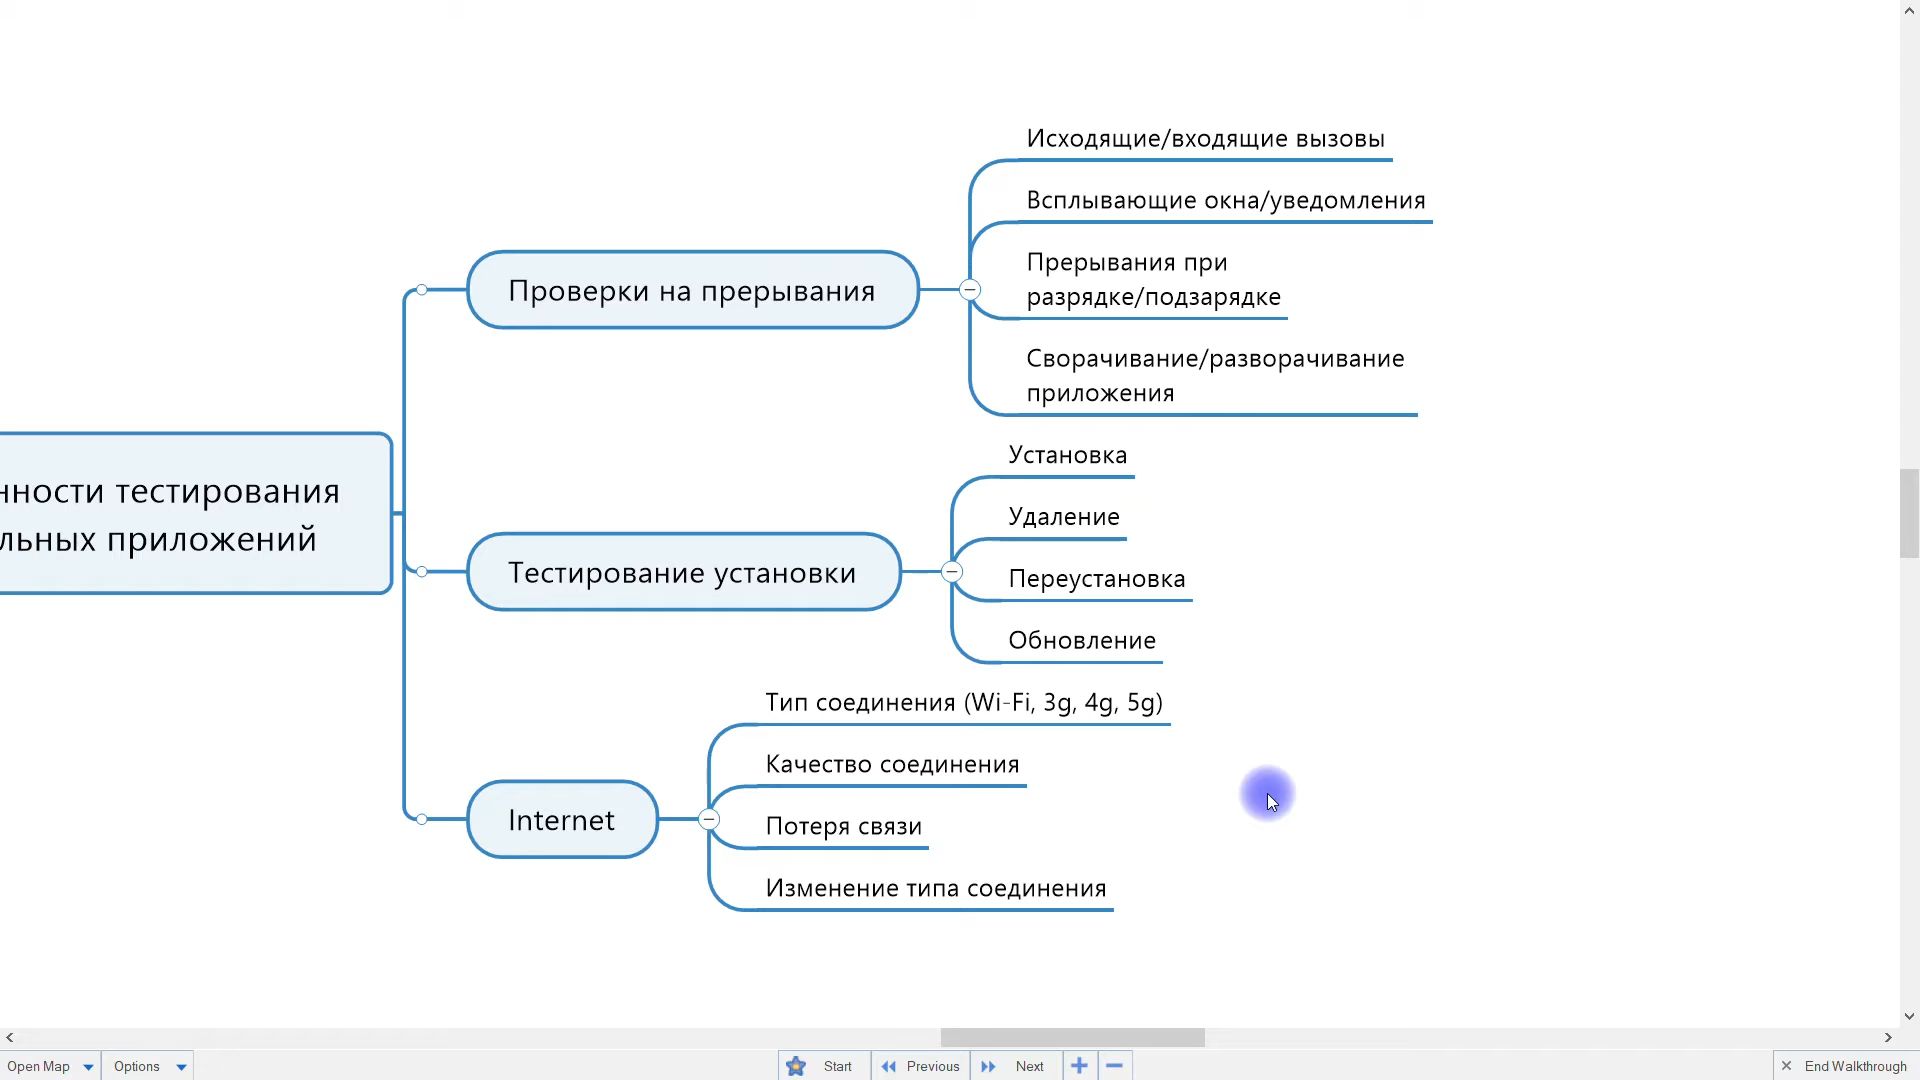 Исходящие/входящие вызовы
Всплывающие окна/уведомления
Прерывания при
разрядке/подзарядке
Сворачивание/разворачивание
приложения
Проверки на прерывания
Установка
Удаление
Переустановка
Обновление
Тестирование установки
нности тестирования
льных приложений
Тип соединения (Wi-Fi, 3g, 4g, 5g)
Качество соединения
Потеря связи
Изменение типа соединения
Internet
Open Map
Options
Start
Previous
Next
End Walkthrough